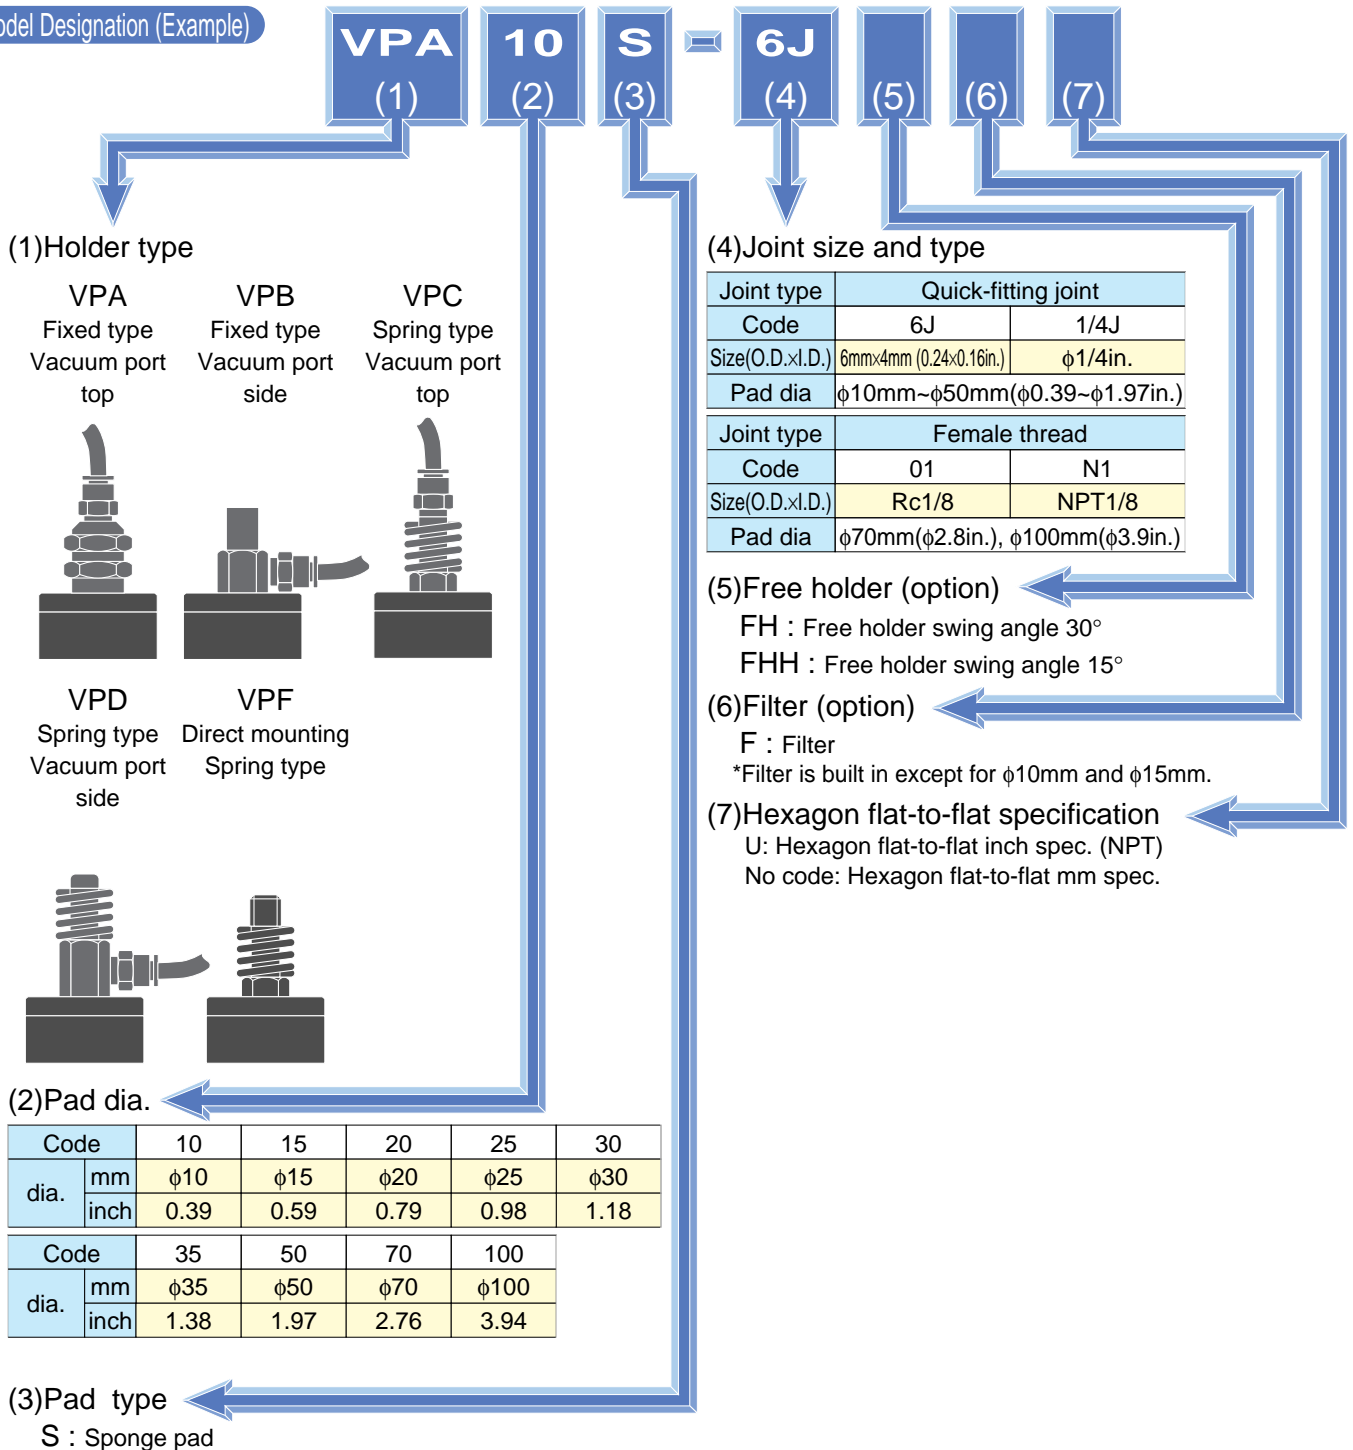 Model Designation (Example)
VPA 10 S - 6J
(1) (2) (3) (4) (5) (6) (7)
(1)Holder type
VPA VPB VPC
Fixed type Fixed type Spring type
Vacuum port Vacuum port Vacuum port
top side top
VPD VPF
Spring type Direct mounting
Vacuum port Spring type
side
(2)Pad dia.
Code 10 15 20 25 30
dia. mm ϕ10 ϕ15 ϕ20 ϕ25 ϕ30
inch 0.39 0.59 0.79 0.98 1.18
Code 35 50 70 100
dia. mm ϕ35 ϕ50 ϕ70 ϕ100
inch 1.38 1.97 2.76 3.94
(3)Pad type
S : Sponge pad
(4)Joint size and type
Joint type Quick-fitting joint
Code 6J 1/4J
Size(O.D.×I.D.) 6mm×4mm (0.24×0.16in.) ϕ1/4in.
Pad dia ϕ10mm~ϕ50mm(ϕ0.39~ϕ1.97in.)
Joint type Female thread
Code 01 N1
Size(O.D.×I.D.) Rc1/8 NPT1/8
Pad dia ϕ70mm(ϕ2.8in.), ϕ100mm(ϕ3.9in.)
(5)Free holder (option)
FH : Free holder swing angle 30°
FHH : Free holder swing angle 15°
(6)Filter (option)
F : Filter
*Filter is built in except for ϕ10mm and ϕ15mm.
(7)Hexagon flat-to-flat specification
U: Hexagon flat-to-flat inch spec. (NPT)
No code: Hexagon flat-to-flat mm spec.